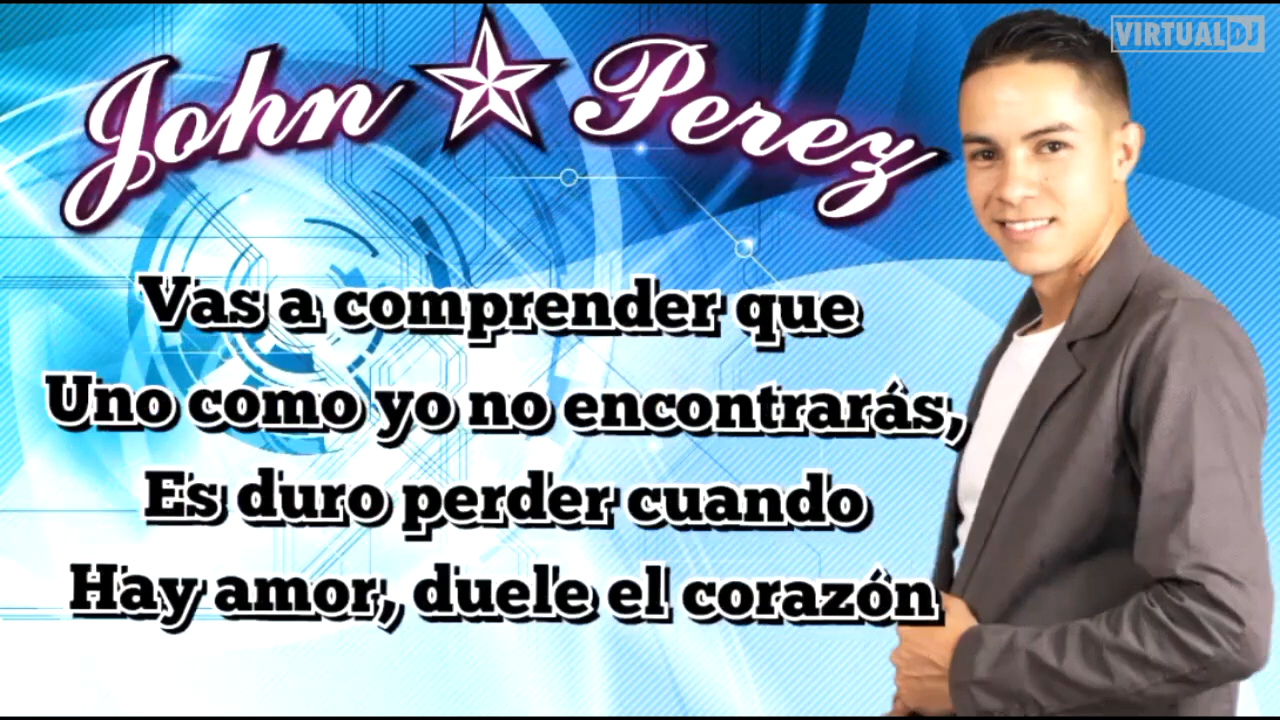 VIRTUALDJ
John Perez
Vas a comprender que
Uno como yo no encontrarás,
Es duro perder cuando
Hay amor, duele el corazón